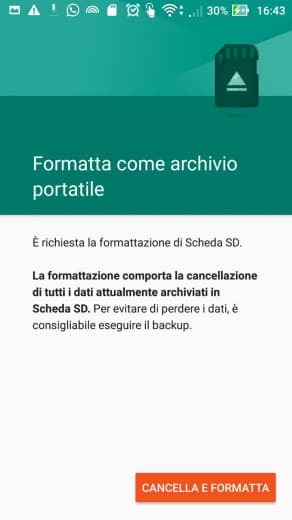 30% 16:43
Formatta come archivio
portatile
È richiesta la formattazione di Scheda SD.
La formattazione comporta la cancellazione
di tutti i dati attualmente archiviati in
Scheda SD. Per evitare di perdere i dati, è
consigliabile eseguire il backup.
CANCELLA E FORMATTA